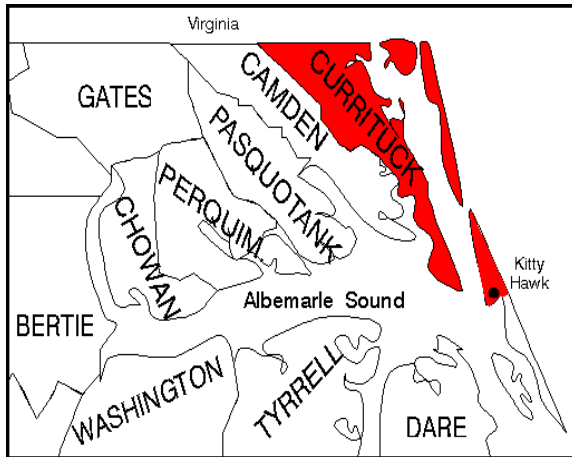 Virginia
GATES
CAMDEN
CURRITUCK
PASQUOTANK
PERQUIM.
CHOWAN
Kitty
Hawk
Albemarle Sound
BERTIE
WASHINGTON
TYRRELL
DARE